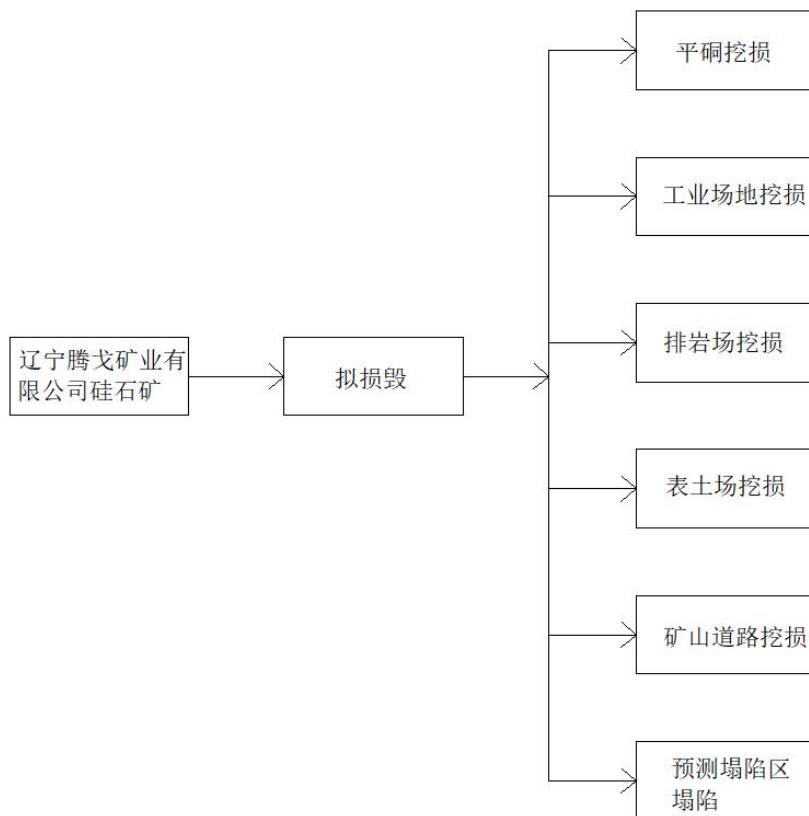 平硐挖损
工业场地挖损
排岩场挖损
辽宁腾戈矿业有
限公司硅石矿
拟损毁
表土场挖损
矿山道路挖损
预测塌陷区
塌陷